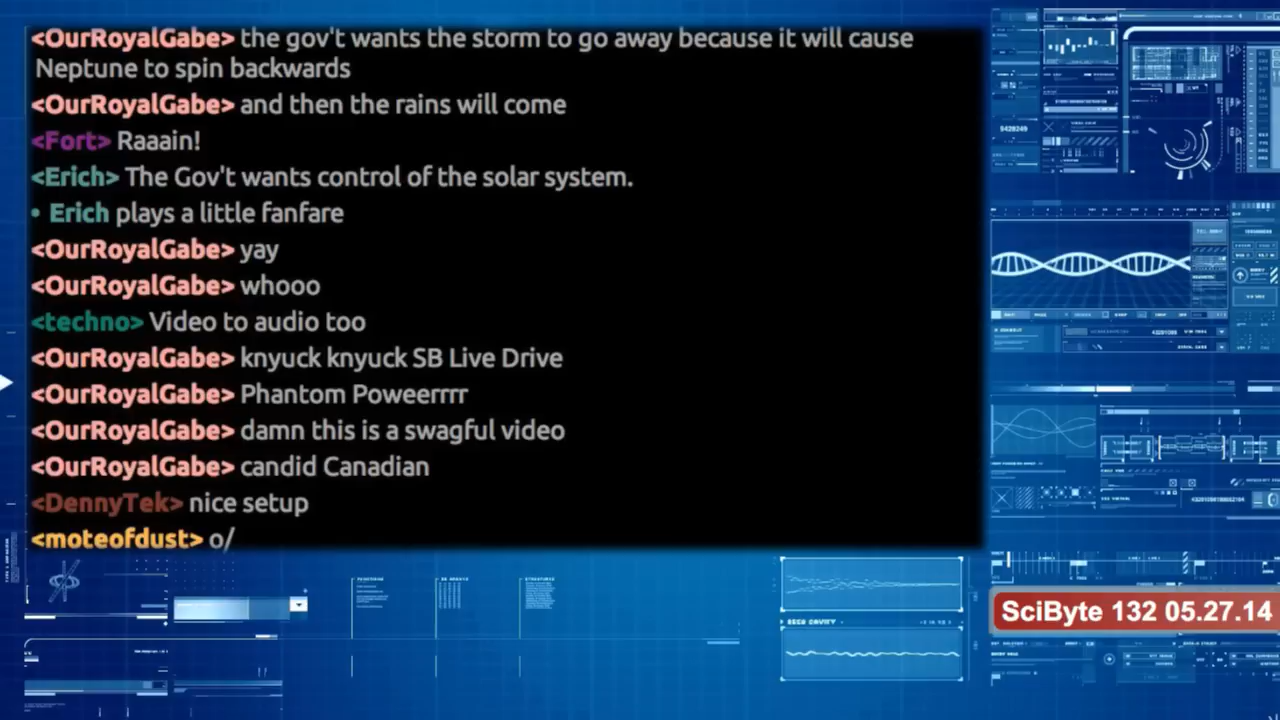 <OurRoyalGabe> the gov't wants the storm to go away because it will cause
Neptune to spin backwards
<OurRoyalGabe> and then the rains will come
<Fort> Raaain!
<Erich> The Gov't wants control of the solar system.
• Erich plays a little fanfare
<OurRoyalGabe> yay
<OurRoyalGabe> whooo
<techno> Video to audio too
<OurRoyalGabe> knyuck knyuck SB Live Drive
<OurRoyalGabe> Phantom Poweerrrr
<OurRoyalGabe> damn this is a swagful video
<OurRoyalGabe> candid Canadian
<DennyTek> nice setup
<moteofdust> o/
SciByte 132 05.27.14